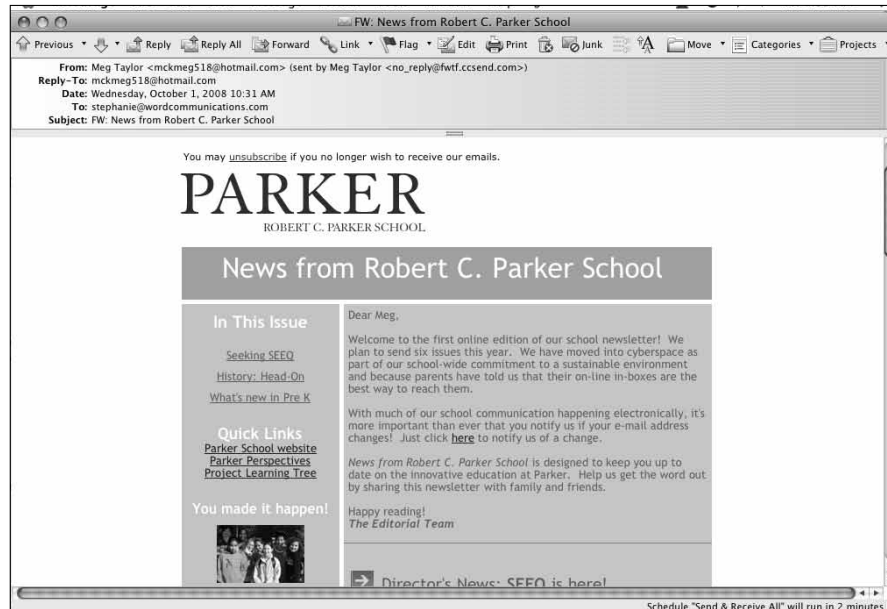 FW: News from Robert C. Parker School
Previous Reply Reply All Forward Link Flag Edit Print Junk Move Categories Projects
From: Meg Taylor <mckmeg518@hotmail.com> (sent by Meg Taylor <no_reply@fwtf.ccsend.com>)
Reply-To: mckmeg518@hotmail.com
Date: Wednesday, October 1, 2008 10:31 AM
To: stephanie@wordcommunications.com
Subject: FW: News from Robert C. Parker School
You may unsubscribe if you no longer wish to receive our emails.
PARKER
ROBERT C. PARKER SCHOOL
News from Robert C. Parker School
In This Issue
Seeking SEEQ
History: Head-On
What's new in Pre K
Quick Links
Parker School website
Parker Perspectives
Project Learning Tree
You made it happen!
Dear Meg,
Welcome to the first online edition of our school newsletter! We
plan to send six issues this year. We have moved into cyberspace as
part of our school-wide commitment to a sustainable environment
and because parents have told us that their on-line in-boxes are the
best way to reach them.
With much of our school communication happening electronically, it's
more important than ever that you notify us if your e-mail address
changes! Just click here to notify us of a change.
News from Robert C. Parker School is designed to keep you up to
date on the innovative education at Parker. Help us get the word out
by sharing this newsletter with family and friends.
Happy reading!
The Editorial Team
Director's News: SEEQ is here!
Schedule "Send & Receive All" will run in 2 minutes